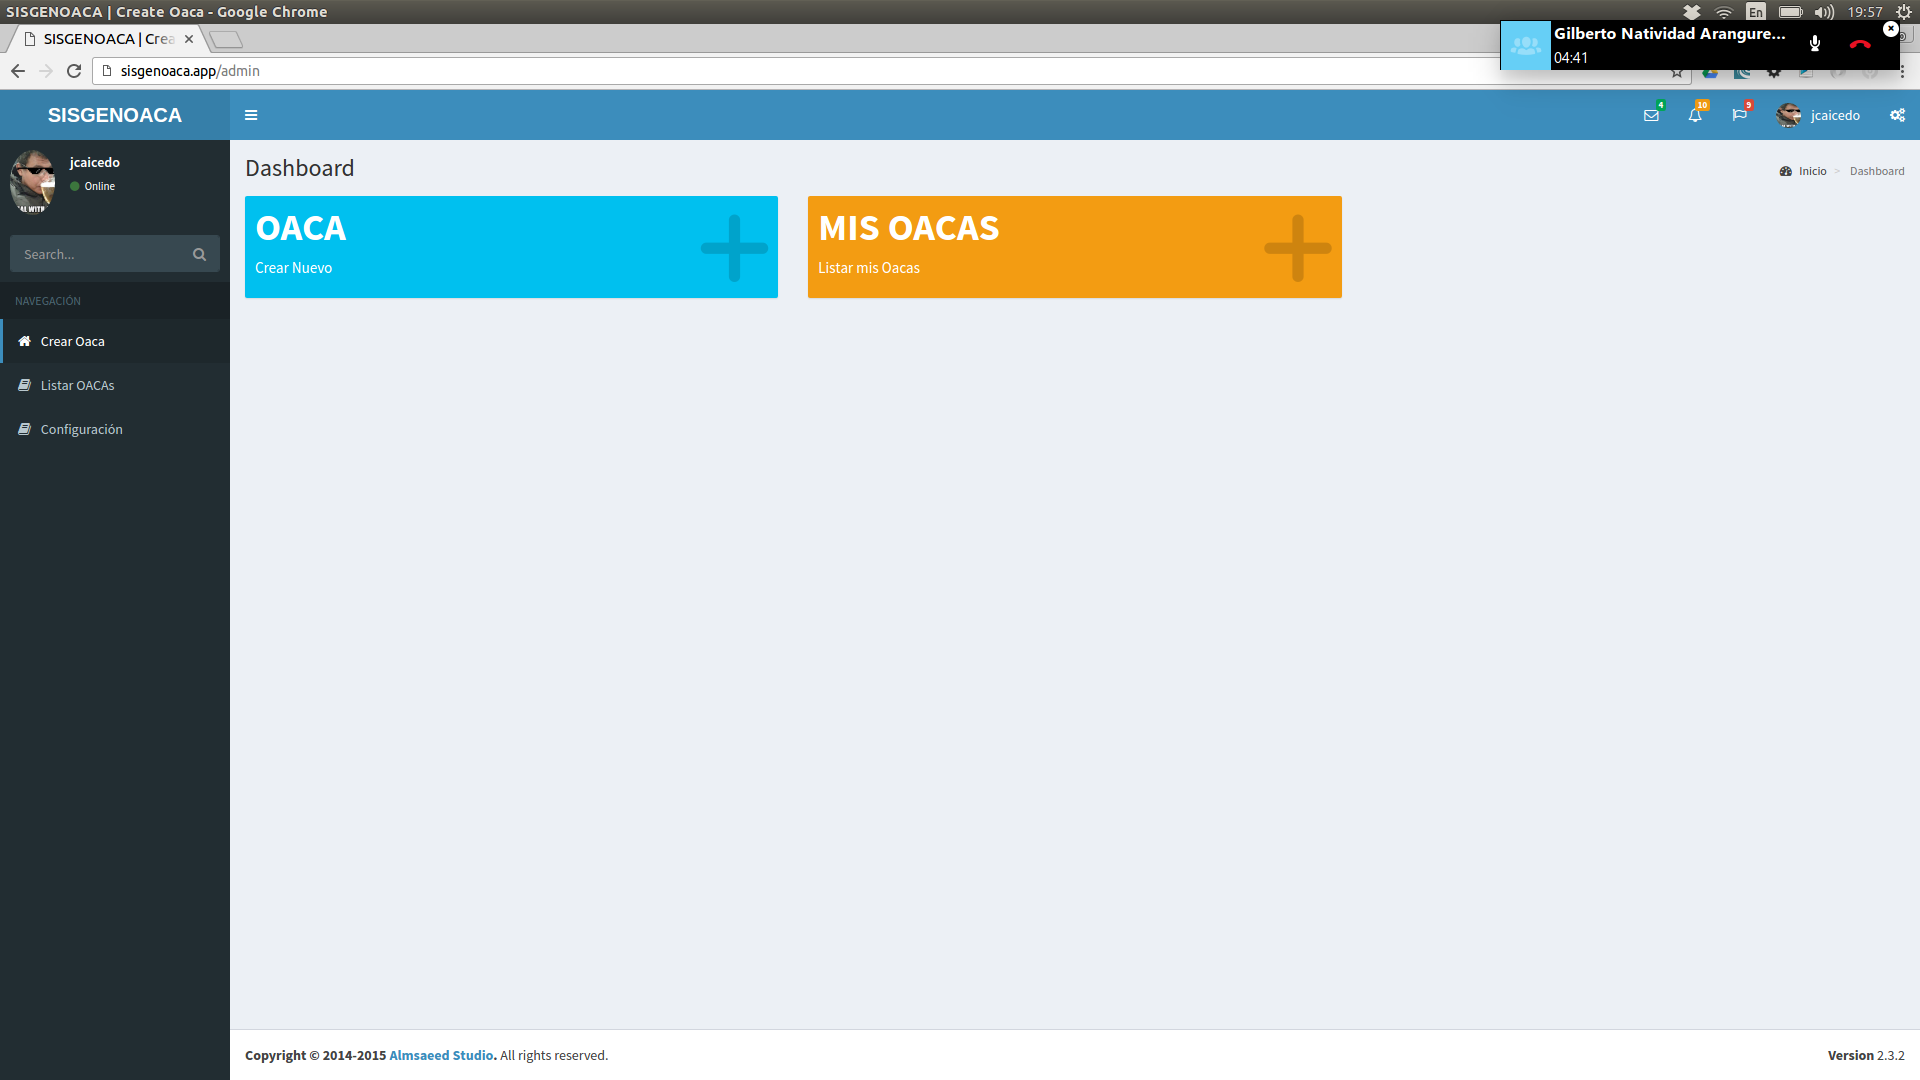 SISGENOACA | Create Oaca - Google Chrome
En
19:57
SISGENOACA | Crea
Gilberto Natividad Arangure...
04:41
sisgenoaca.app/admin
SISGENOACA
4
10
9
jcaicedo
jcaicedo
Online
Dashboard
Inicio > Dashboard
Search...
OACA
Crear Nuevo
MIS OACAS
Listar mis Oacas
NAVEGACIÓN
Crear Oaca
Listar OACAs
Configuración
Copyright © 2014-2015 Almsaeed Studio. All rights reserved.
Version 2.3.2